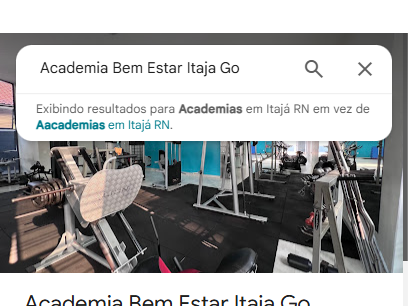 Academia Bem Estar Itaja Go
Exibindo resultados para Academias em Itajá RN em vez de
Aacademias em Itajá RN.
Academia Bem Estar Itaja Go